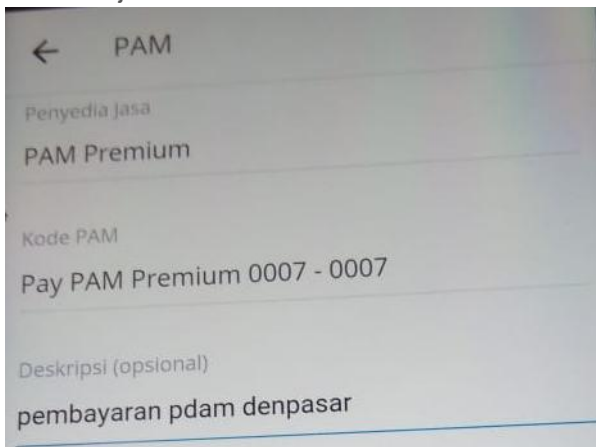 PAM
Penyedia Jasa
PAM Premium
Kode PAM
Pay PAM Premium 0007 - 0007
Deskripsi (opsional)
pembayaran pdam denpasar